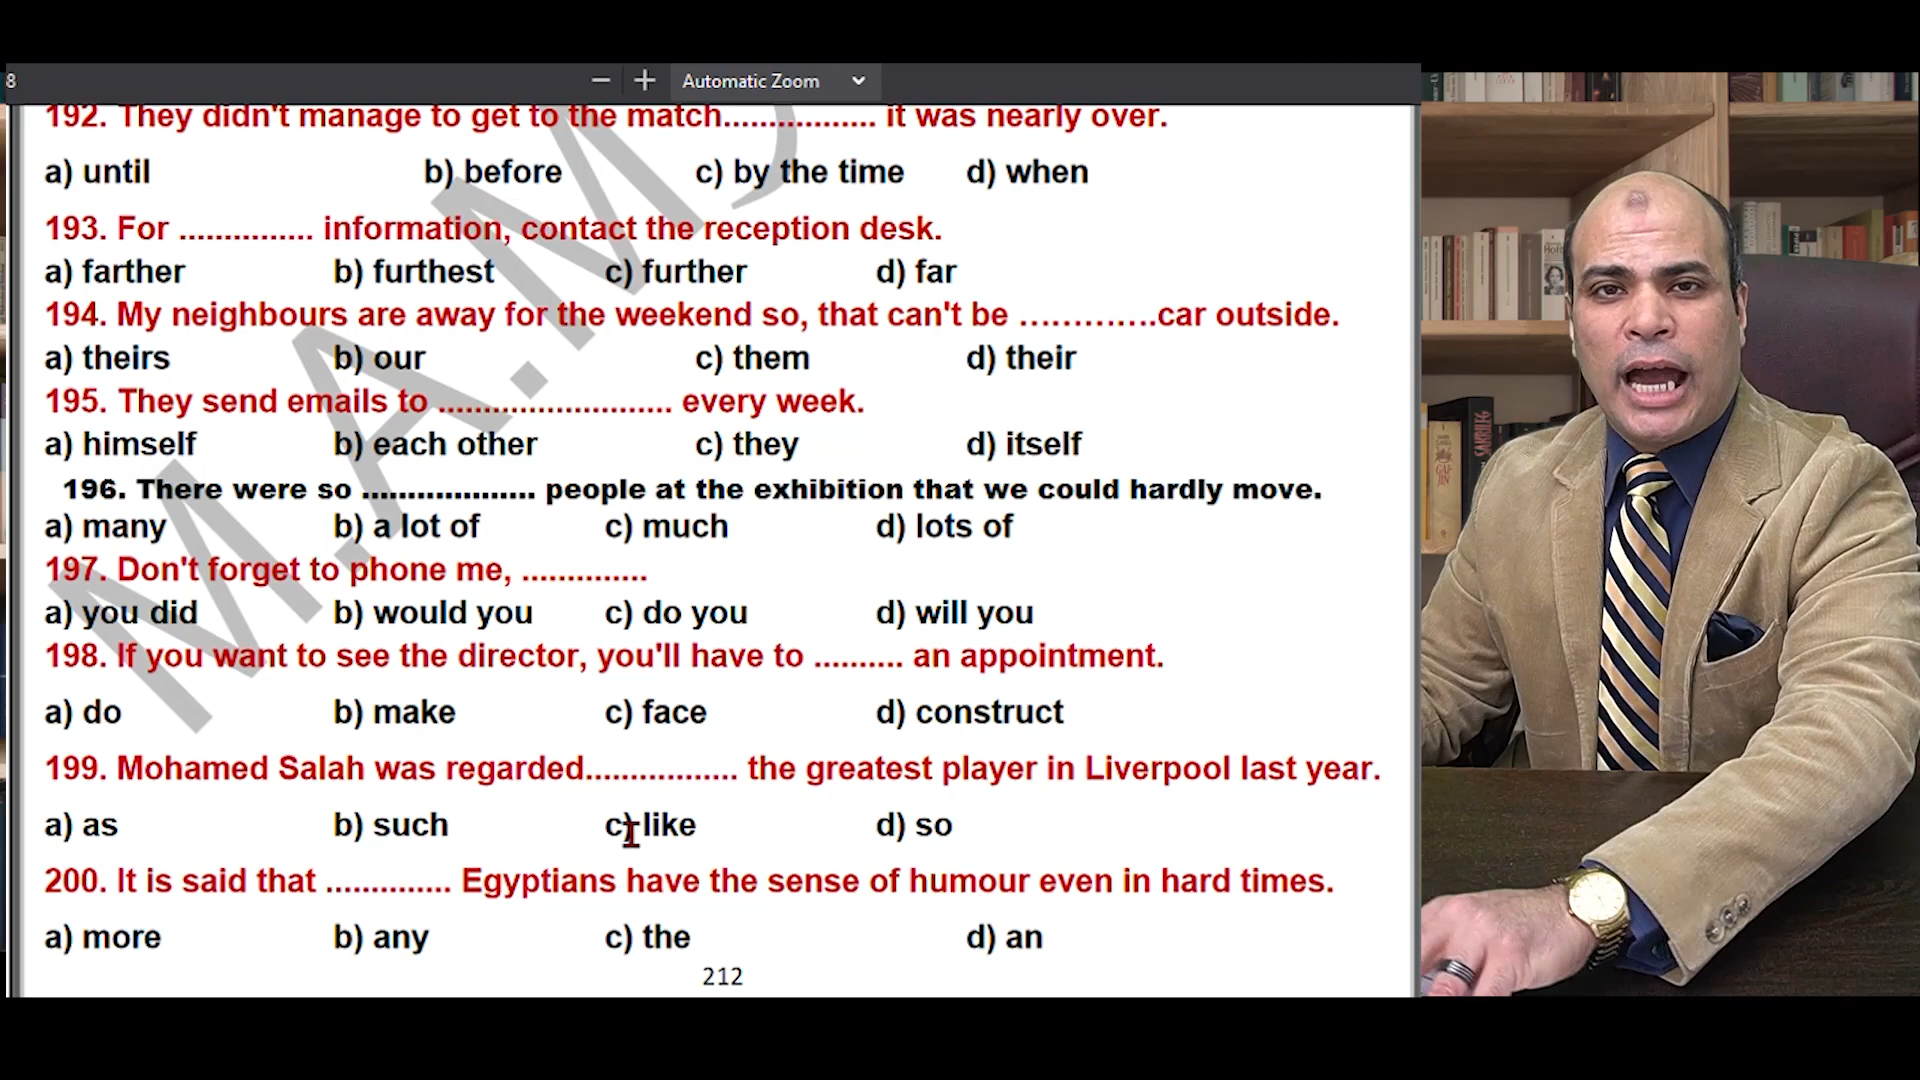 8
Automatic Zoom
192. They didn't manage to get to the match................. it was nearly over.
a) until b) before c) by the time d) when
193. For ............... information, contact the reception desk.
a) farther b) furthest c) further d) far
194. My neighbours are away for the weekend so, that can't be ………….car outside.
a) theirs b) our c) them d) their
195. They send emails to .......................... every week.
a) himself b) each other c) they d) itself
196. There were so ................... people at the exhibition that we could hardly move.
a) many b) a lot of c) much d) lots of
197. Don't forget to phone me, ..............
a) you did b) would you c) do you d) will you
198. If you want to see the director, you'll have to .......... an appointment.
a) do b) make c) face d) construct
199. Mohamed Salah was regarded................. the greatest player in Liverpool last year.
a) as b) such c) like d) so
200. It is said that .............. Egyptians have the sense of humour even in hard times.
a) more b) any c) the d) an
212